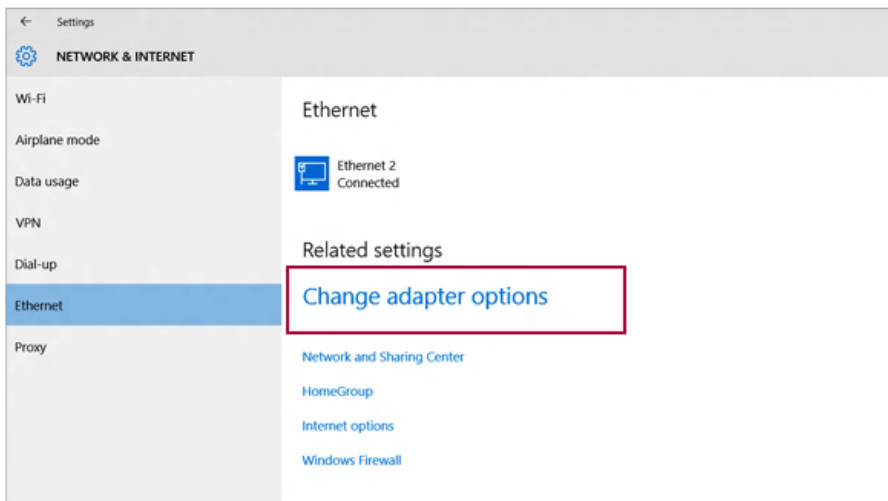 Settings
NETWORK & INTERNET
Wi-Fi
Airplane mode
Data usage
VPN
Dial-up
Ethernet
Proxy
Ethernet
Ethernet 2
Connected
Related settings
Change adapter options
Network and Sharing Center
HomeGroup
Internet options
Windows Firewall